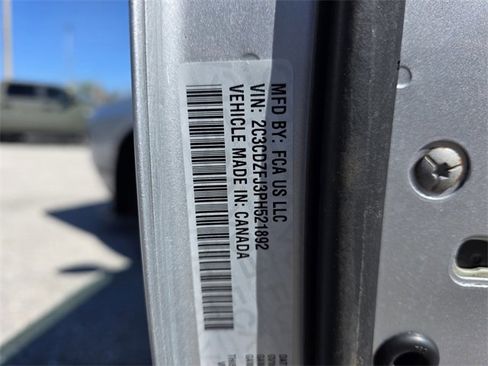 MFD BY: FCA US LLC
VIN: 2C3CDZFJ3PH521892
VEHICLE MADE IN: CANADA